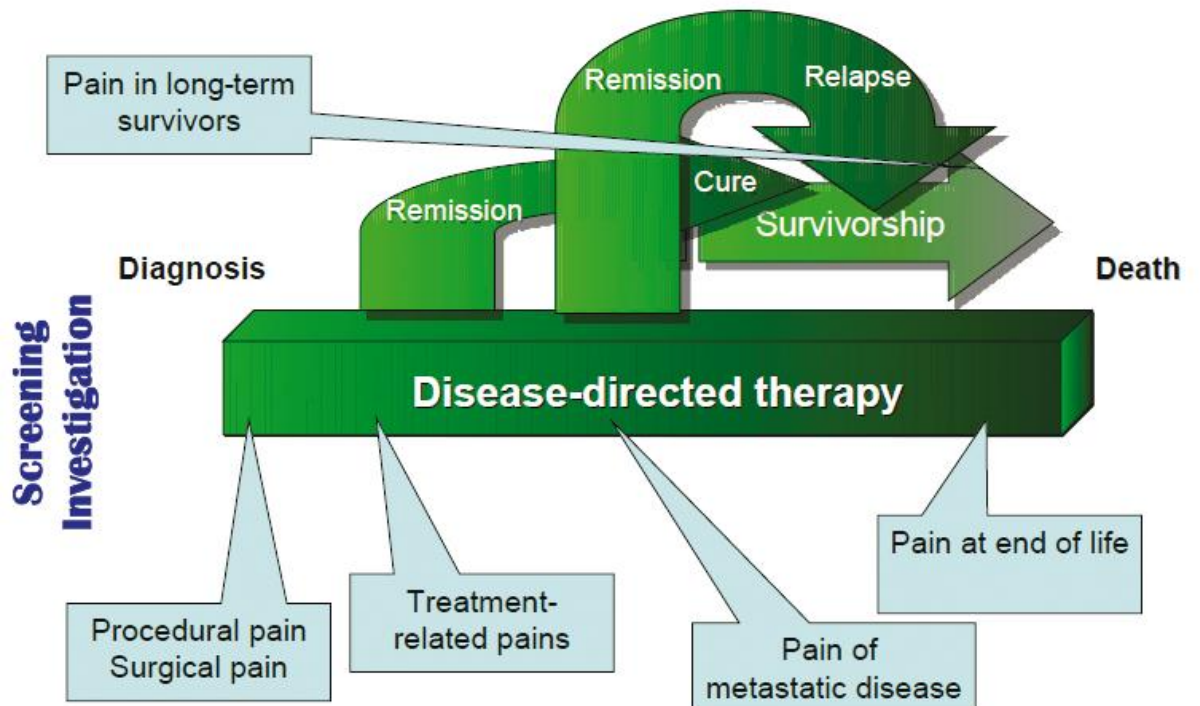 Pain in long-term
survivors
Remission
Relapse
Remission
Cure
Survivorship
Diagnosis
Death
Screening
Investigation
Disease-directed therapy
Procedural pain
Surgical pain
Treatment-
related pains
Pain of
metastatic disease
Pain at end of life